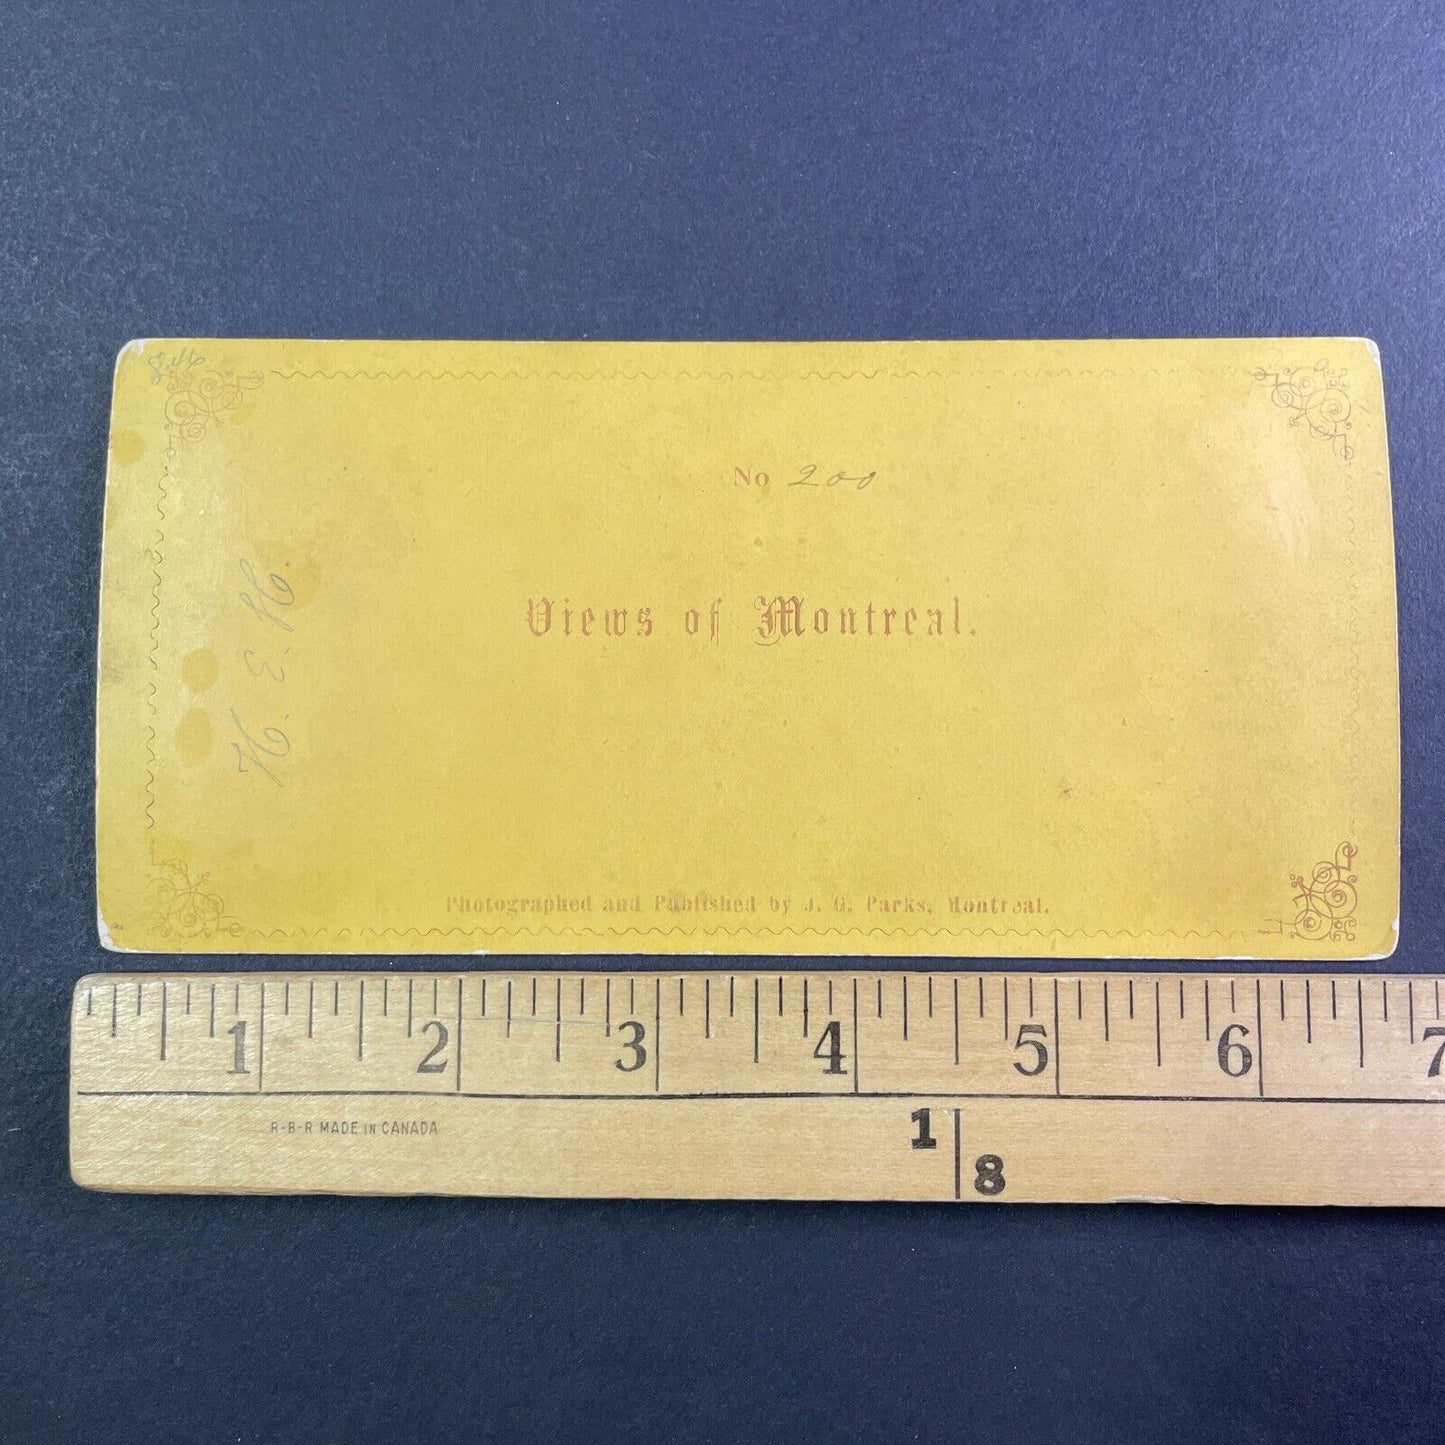 No 200
Views of Montreal.
H. E. H.
Photographed and Published by J. G. Parks, Montreal.
1 2 3 4 5 6 7
R-B-R MADE IN CANADA
1
8